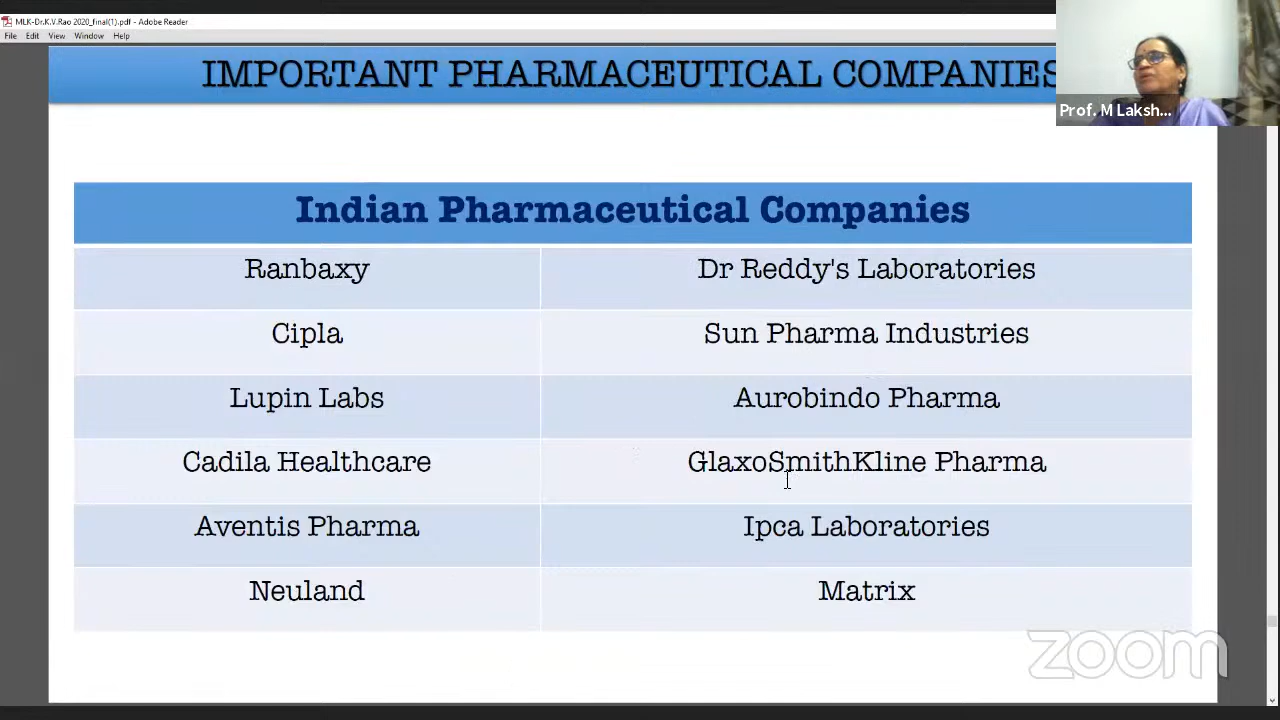 MLK-Dr.K.V.Rao 2020_final(1).pdf - Adobe Reader
File Edit View Window Help
IMPORTANT PHARMACEUTICAL COMPANIES
Prof. M Laksh...
Indian Pharmaceutical Companies
Ranbaxy Dr Reddy's Laboratories
Cipla Sun Pharma Industries
Lupin Labs Aurobindo Pharma
Cadila Healthcare GlaxoSmithKline Pharma
Aventis Pharma Ipca Laboratories
Neuland Matrix
zoom